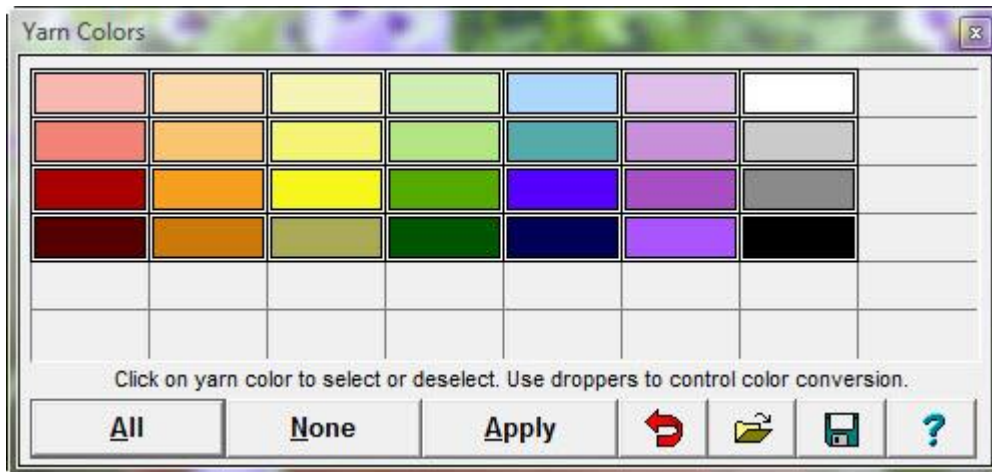 Yarn Colors
Click on yarn color to select or deselect. Use droppers to control color conversion.
All None Apply ?